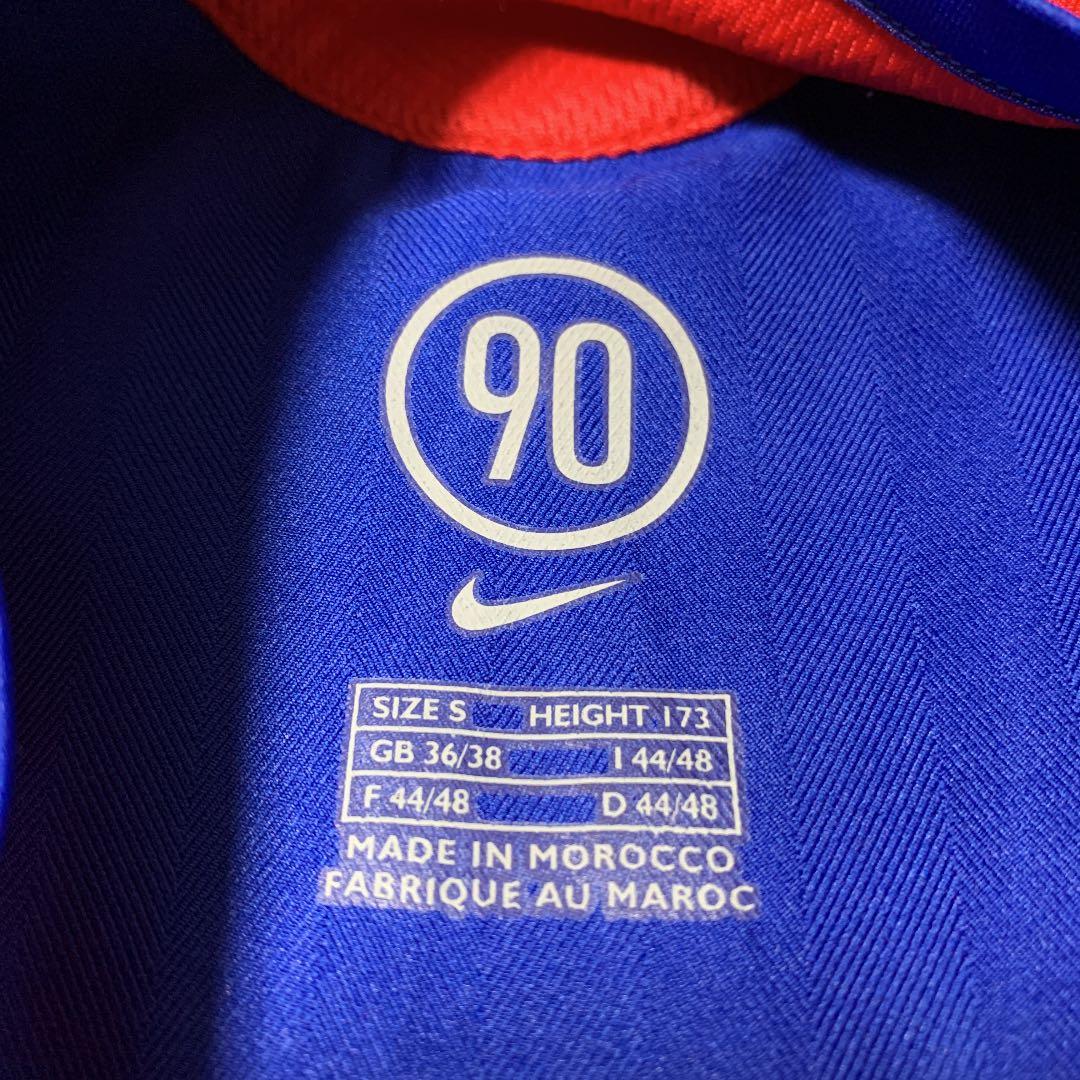 90
SIZE S HEIGHT 173
GB 36/38 I 44/48
F 44/48 D 44/48
MADE IN MOROCCO
FABRIQUE AU MAROC